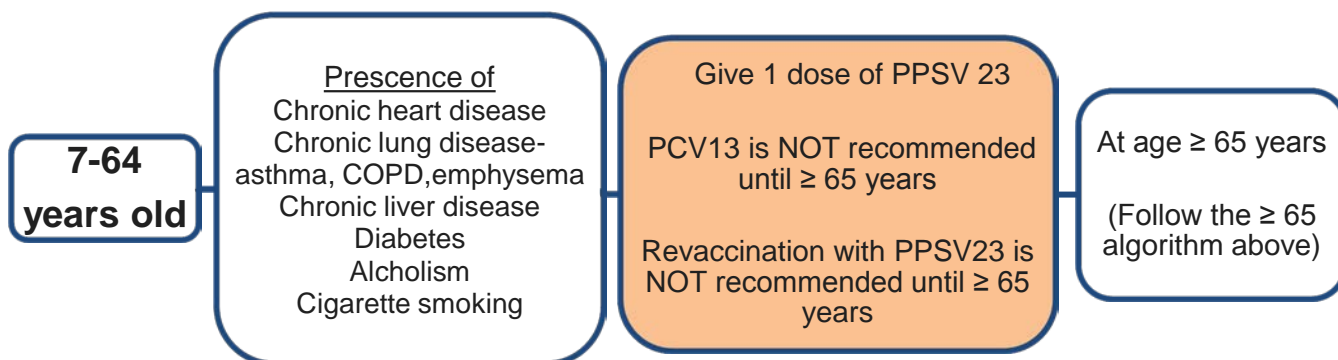 7-64
years old
Prescence of
Chronic heart disease
Chronic lung disease-
asthma, COPD,emphysema
Chronic liver disease
Diabetes
Alcholism
Cigarette smoking
Give 1 dose of PPSV 23
PCV13 is NOT recommended
until ≥ 65 years
Revaccination with PPSV23 is
NOT recommended until ≥ 65
years
At age ≥ 65 years
(Follow the ≥ 65
algorithm above)